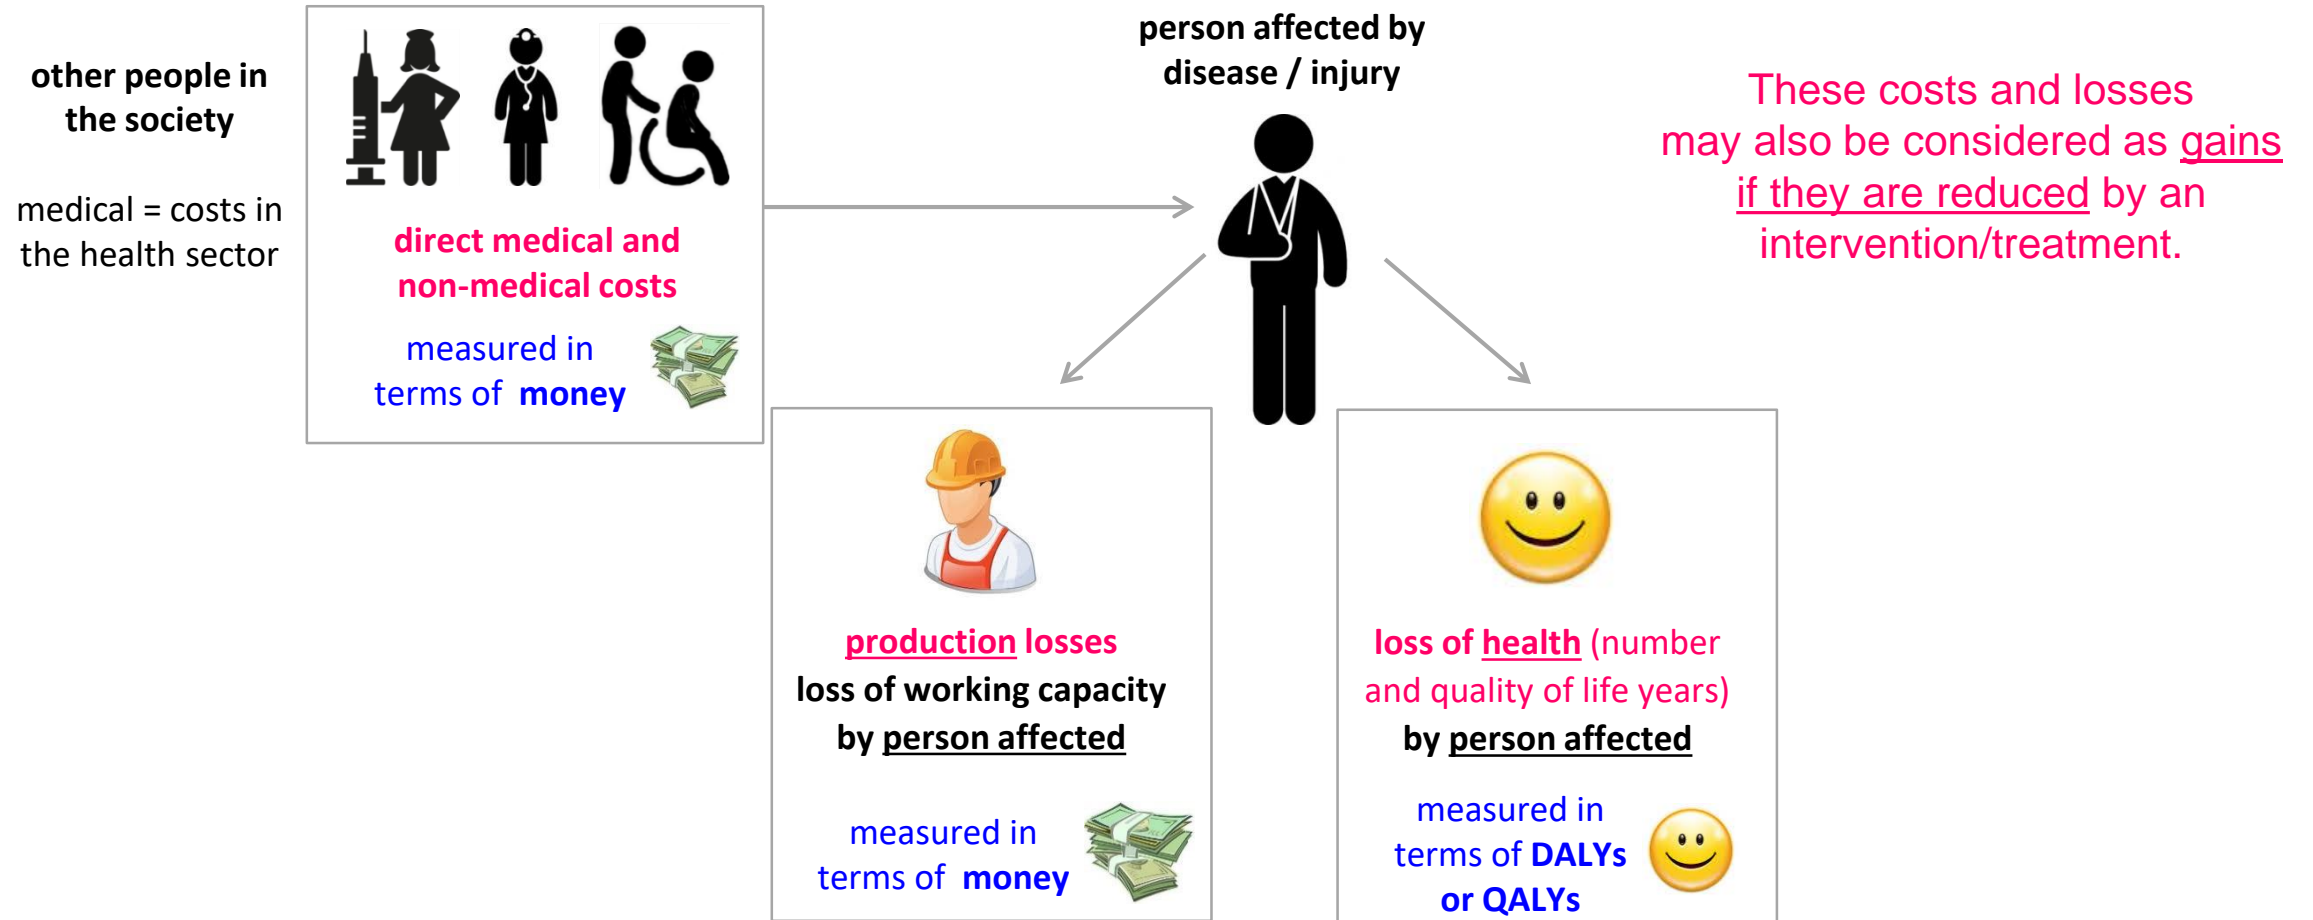 other people in
the society
medical = costs in
the health sector
direct medical and
non-medical costs
measured in
terms of money
person affected by
disease / injury
These costs and losses
may also be considered as gains
if they are reduced by an
intervention/treatment.
production losses
loss of working capacity
by person affected
measured in
terms of money
loss of health (number
and quality of life years)
by person affected
measured in
terms of DALYs
or QALYs